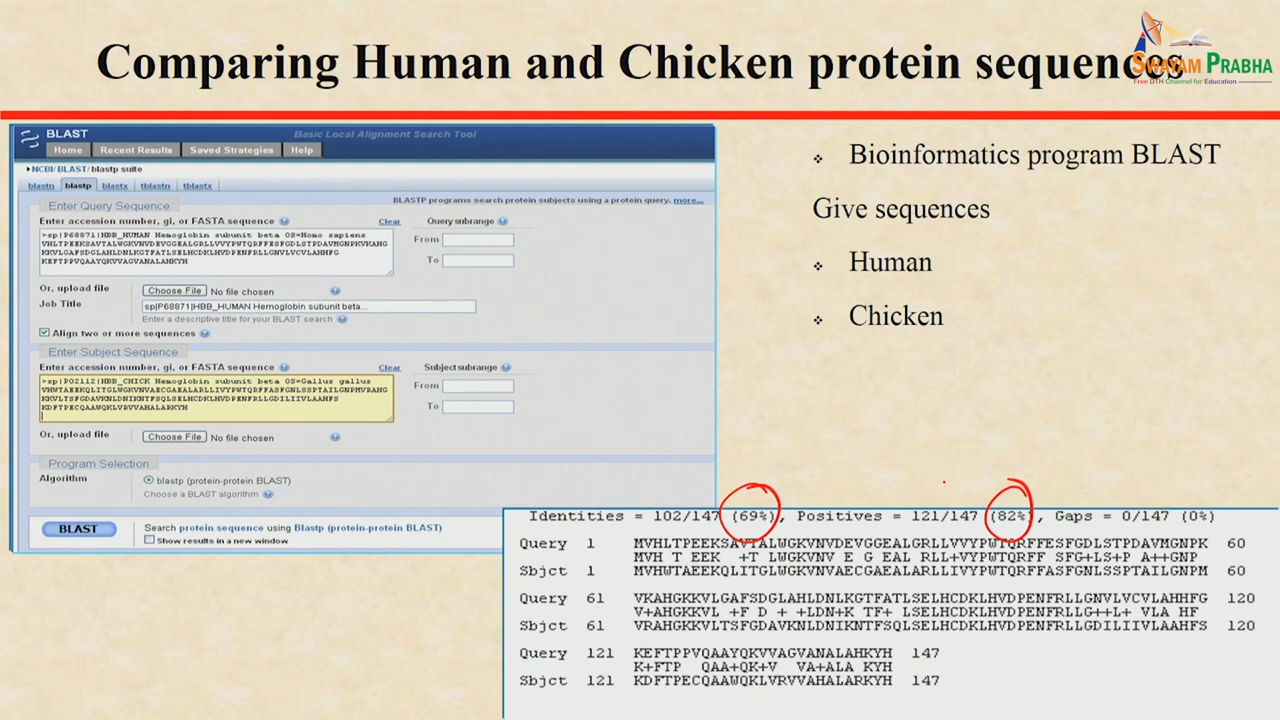 Comparing Human and Chicken protein sequences
SWAYAM PRABHA
Free DTH Channel for Education
BLAST
Basic Local Alignment Search Tool
Home
Recent Results
Saved Strategies
Help
NCBI/ BLAST/ blastp suite
blastn
blastp
blastx
tblastn
tblastx
BLASTP programs search protein subjects using a protein query. more...
Enter Query Sequence
Enter accession number, gi, or FASTA sequence
Clear
Query subrange
>sp|P68871|HBB_HUMAN Hemoglobin subunit beta OS=Homo sapiens
VHLTPEEKSAVTALWGKVNVDEVGGEALGRLLVVYPWTQRFFESFGDLSTPDAVMGNPKVKAHG
KKVLGAFSDGLAHLDNLKGTFATLSELHCDKLHVDPENFRLLGNVLVCVLAHHFG
KEFTPPVQAAYQKVVAGVANALAHKYH
From
To
Or, upload file
Choose File
No file chosen
Job Title
sp|P68871|HBB_HUMAN Hemoglobin subunit beta...
Enter a descriptive title for your BLAST search
Align two or more sequences
Enter Subject Sequence
Enter accession number, gi, or FASTA sequence
Clear
Subject subrange
>sp|P02112|HBB_CHICK Hemoglobin subunit beta OS=Gallus gallus
VHWTAEEKQLITGLWGKVNVAECGAEALARLLIVYPWTQRFFASFGNLSSPTAILGNPMVRAHG
KKVLTSFGDAVKNLDNIKNTFSQLSELHCDKLHVDPENFRLLGDILIIVLAAHFS
KDFTPECQAAWQKLVRVVAHALARKYH
From
To
Or, upload file
Choose File
No file chosen
Program Selection
Algorithm
blastp (protein-protein BLAST)
Choose a BLAST algorithm
BLAST
Search protein sequence using Blastp (protein-protein BLAST)
Show results in a new window
Bioinformatics program BLAST
Give sequences
Human
Chicken
Identities = 102/147 (69%), Positives = 121/147 (82%), Gaps = 0/147 (0%)
Query 1 MVHLTPEEKSAVTALWGKVNVDEVGGEALGRLLVVYPWTQRFFESFGDLSTPDAVMGNPK 60
MVH T EEK +T LWGKVNV E G EAL RLL+VYPWTQRFF SFG+LS+P A++GNP
Sbjct 1 MVHWTAEEKQLITGLWGKVNVAECGAEALARLLIVYPWTQRFFASFGNLSSPTAILGNPM 60
Query 61 VKAHGKKVLGAFSDGLAHLDNLKGTFATLSELHCDKLHVDPENFRLLGNVLVCVLAHHFG 120
V+AHGKKVL +F D + +LDN+K TF+ LSELHCDKLHVDPENFRLLG++L+ VLA HF
Sbjct 61 VRAHGKKVLTSFGDAVKNLDNIKNTFSQLSELHCDKLHVDPENFRLLGDILIIVLAAHFS 120
Query 121 KEFTPPVQAAYQKVVAGVANALAHKYH 147
K+FTP QAA+QK+V VA+ALA KYH
Sbjct 121 KDFTPECQAAWQKLVRVVAHALARKYH 147